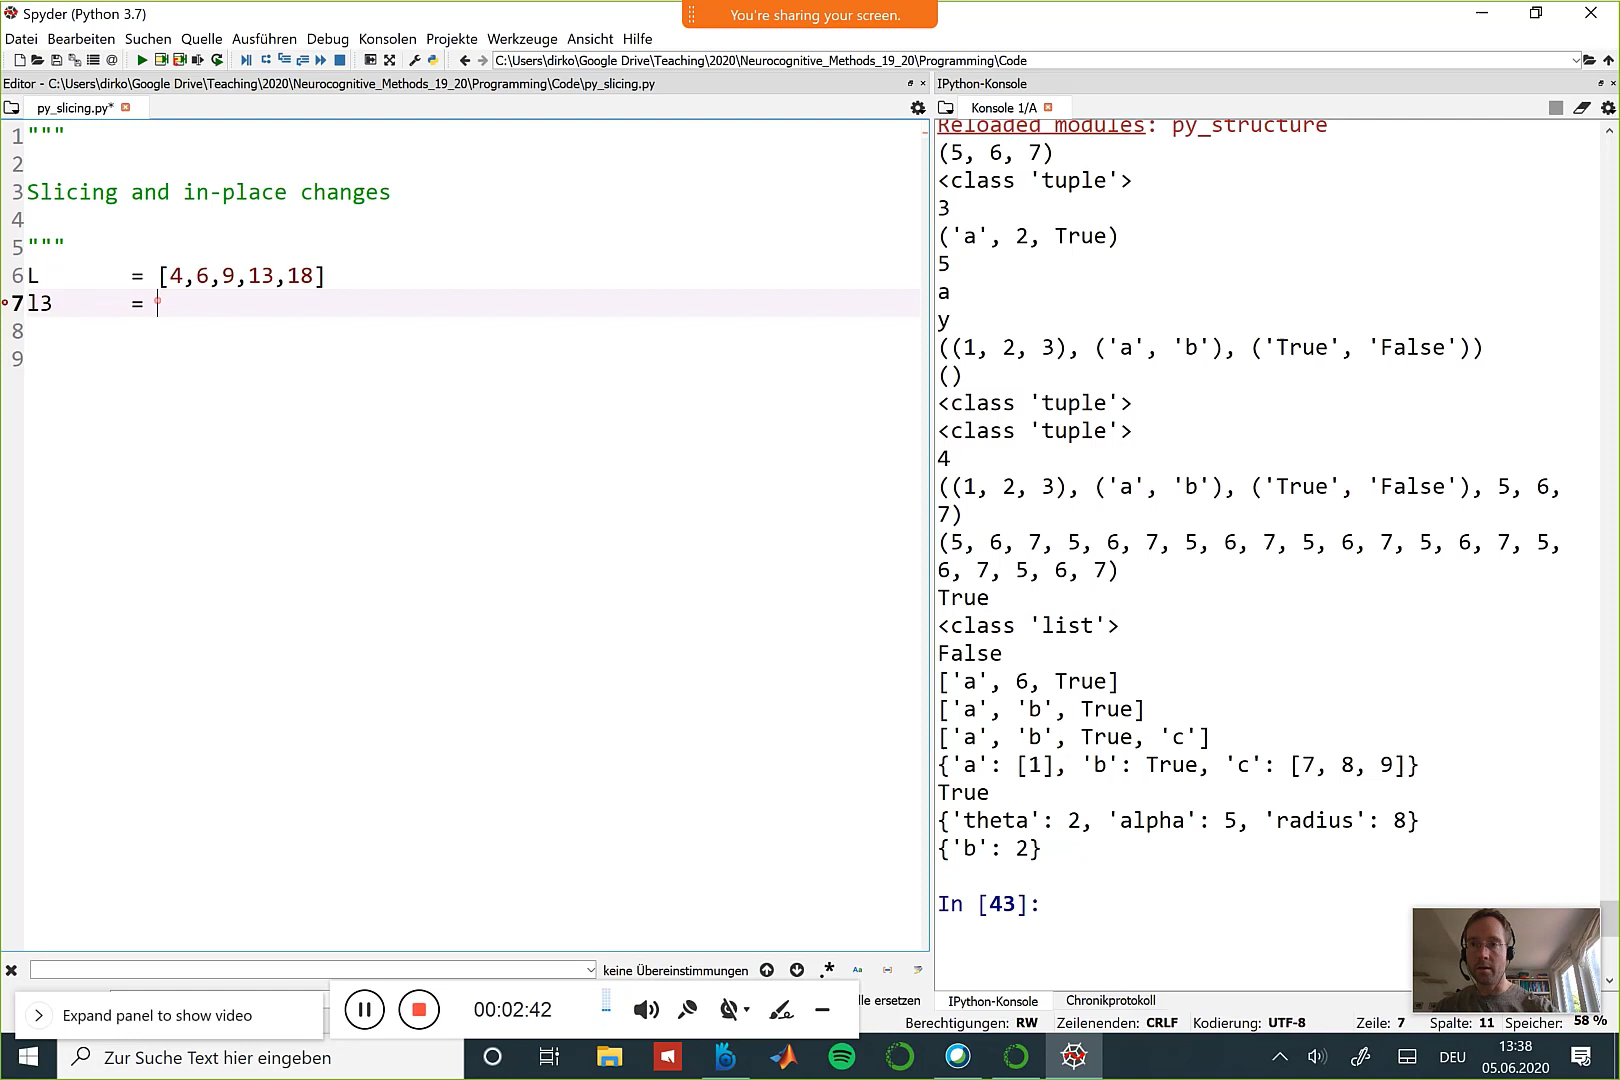 Spyder (Python 3.7)
You're sharing your screen.
Datei Bearbeiten Suchen Quelle Ausführen Debug Konsolen Projekte Werkzeuge Ansicht Hilfe
C:\Users\dirko\Google Drive\Teaching\2020\Neurocognitive_Methods_19_20\Programming\Code
Editor - C:\Users\dirko\Google Drive\Teaching\2020\Neurocognitive_Methods_19_20\Programming\Code\py_slicing.py
py_slicing.py*
1 """
2
3 Slicing and in-place changes
4
5 """
6 L = [4,6,9,13,18]
7 l3 =
8
9
IPython-Konsole
Konsole 1/A
Reloaded modules: py_structure
(5, 6, 7)
<class 'tuple'>
3
('a', 2, True)
5
a
y
((1, 2, 3), ('a', 'b'), ('True', 'False'))
()
<class 'tuple'>
<class 'tuple'>
4
((1, 2, 3), ('a', 'b'), ('True', 'False'), 5, 6,
7)
(5, 6, 7, 5, 6, 7, 5, 6, 7, 5, 6, 7, 5, 6, 7, 5,
6, 7, 5, 6, 7)
True
<class 'list'>
False
['a', 6, True]
['a', 'b', True]
['a', 'b', True, 'c']
{'a': [1], 'b': True, 'c': [7, 8, 9]}
True
{'theta': 2, 'alpha': 5, 'radius': 8}
{'b': 2}
In [43]:
keine Übereinstimmungen
.* Aa
Expand panel to show video
00:02:42
lle ersetzen
IPython-Konsole Chronikprotokoll
Berechtigungen: RW Zeilenenden: CRLF Kodierung: UTF-8 Zeile: 7 Spalte: 11 Speicher: 58 %
Zur Suche Text hier eingeben
DEU
13:38
05.06.2020